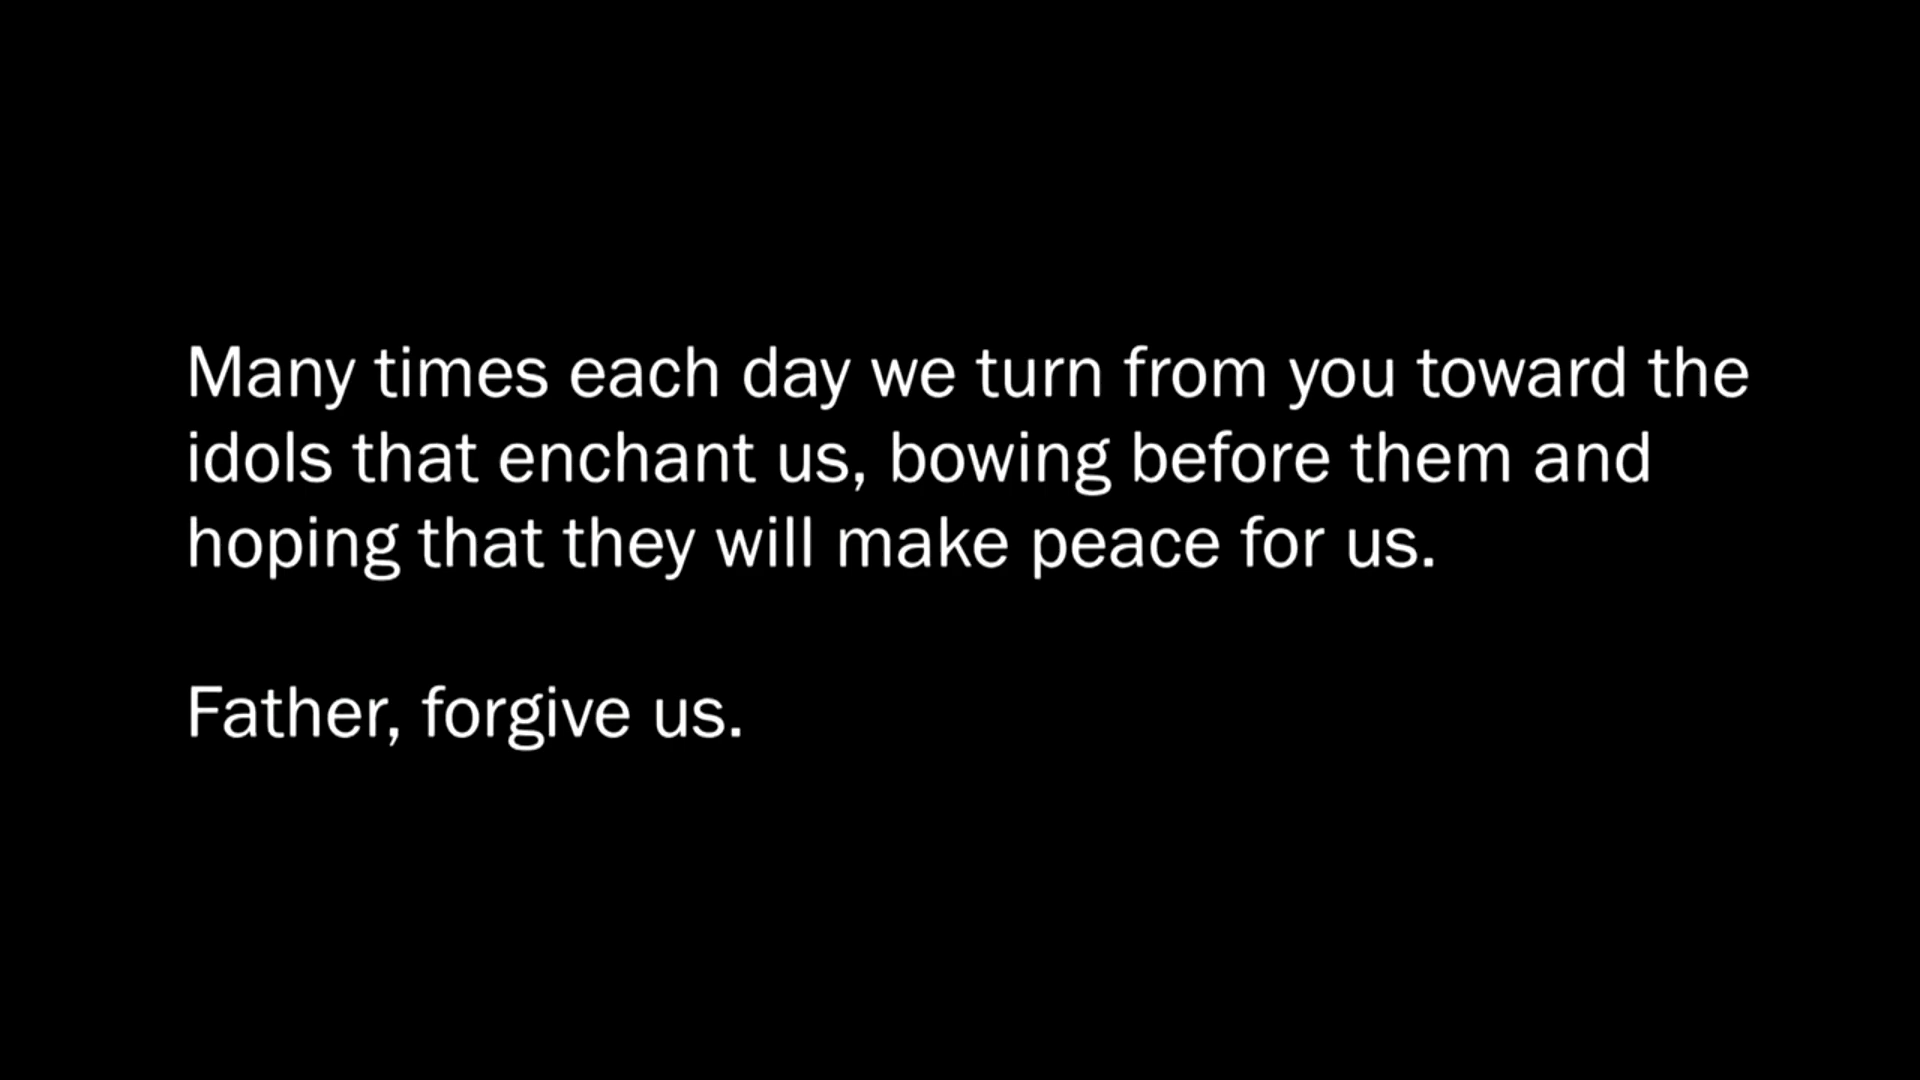 Many times each day we turn from you toward the
idols that enchant us, bowing before them and
hoping that they will make peace for us.
Father, forgive us.